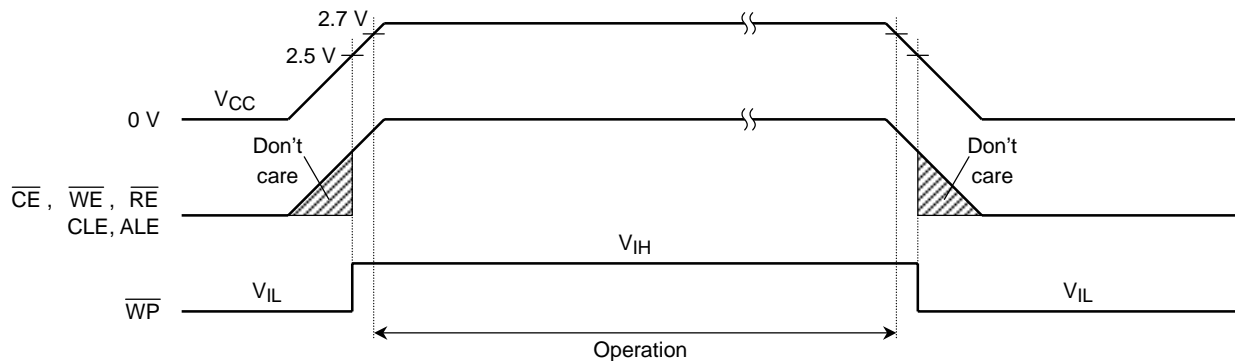 2.7 V
2.5 V
VCC
0 V
Don't
care
Don't
care
CE , WE , RE
CLE, ALE
VIH
VIL
VIL
WP
Operation